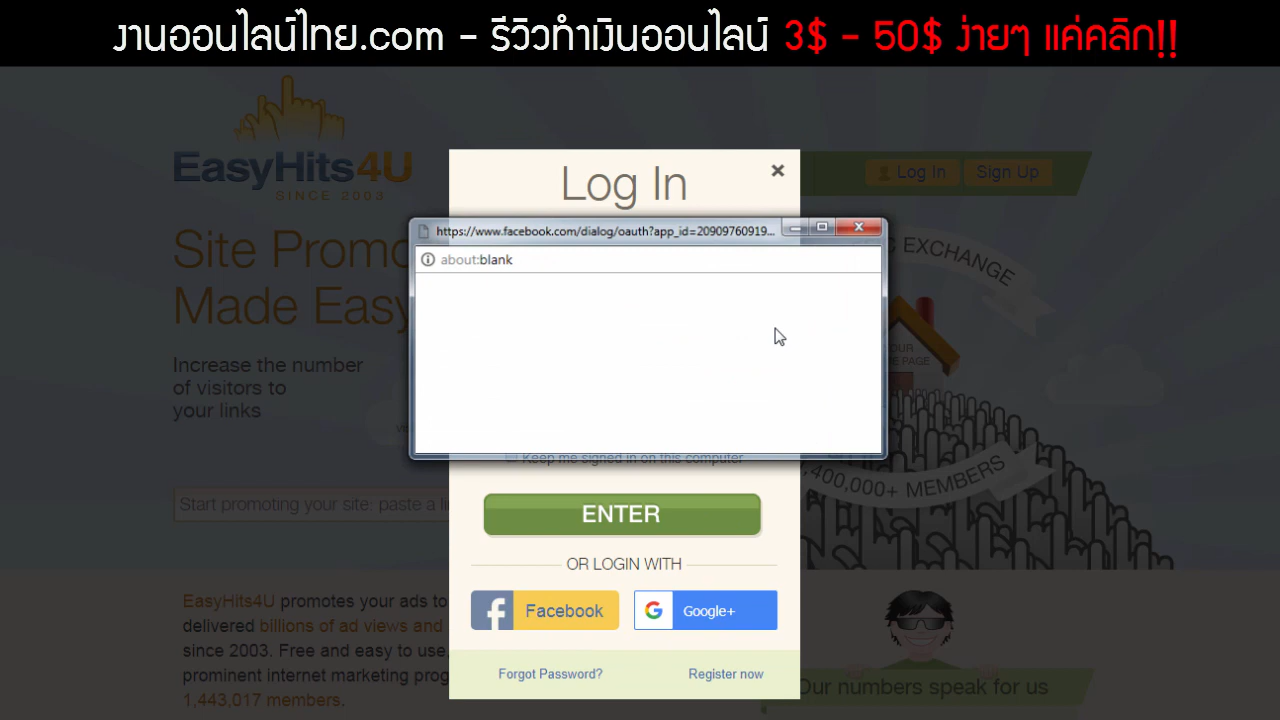 งานออนไลน์ไทย.com - รีวิวทำเงินออนไลน์ 3$ - 50$ ง่ายๆ แค่คลิก!!
EasyHits4U
SINCE 2003
Log In
Log In
Sign Up
https://www.facebook.com/dialog/oauth?app_id=20909760919...
about:blank
Site Promo
Made Easy
EXCHANGE
Increase the number
of visitors to
your links
YOUR
HOME PAGE
Keep me signed in on this computer
,400,000+ MEMBERS
Start promoting your site: paste a li
ENTER
OR LOGIN WITH
Facebook
Google+
EasyHits4U promotes your ads to
delivered billions of ad views and
since 2003. Free and easy to use,
prominent internet marketing prog
1,443,017 members.
Forgot Password?
Register now
Our numbers speak for us